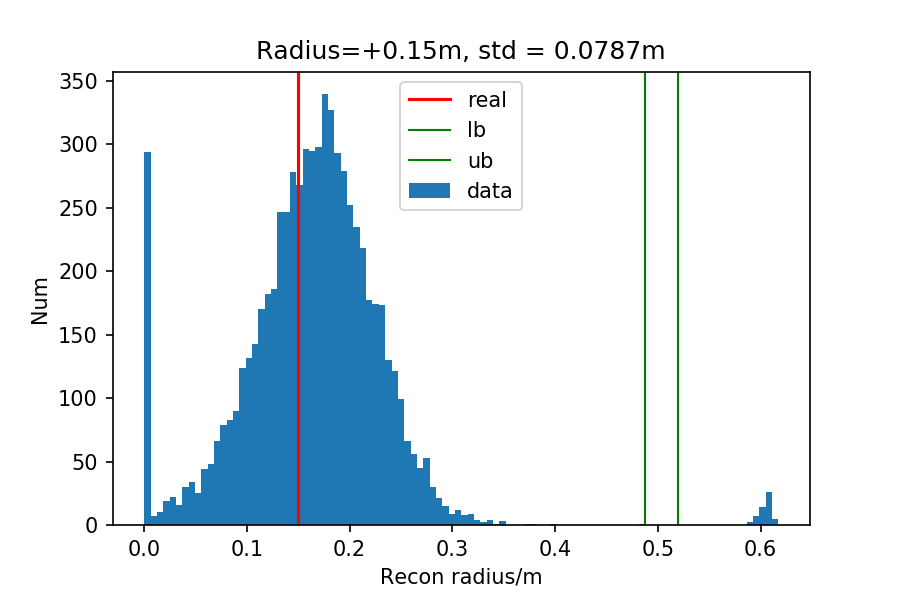 Radius=+0.15m, std = 0.0787m
350
300
250
200
150
100
50
0
Num
real
lb
ub
data
0.0 0.1 0.2 0.3 0.4 0.5 0.6
Recon radius/m